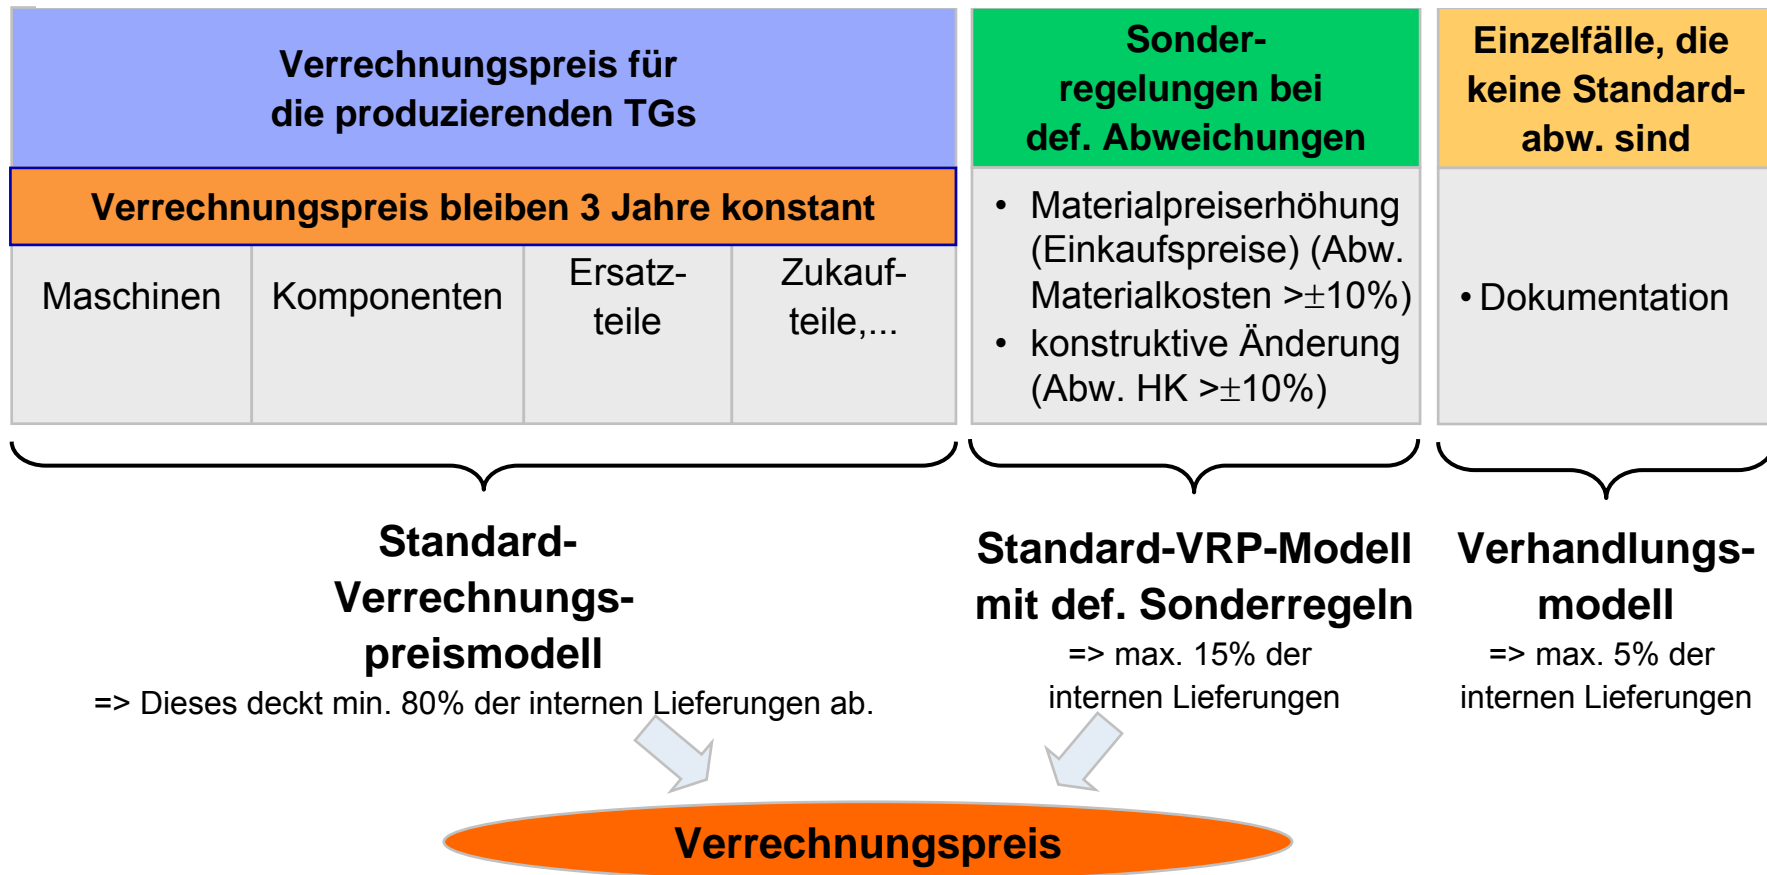 Verrechnungspreis für
die produzierenden TGs
Verrechnungspreis bleiben 3 Jahre konstant
Maschinen
Komponenten
Ersatz-
teile
Zukauf-
teile,...
Sonder-
regelungen bei
def. Abweichungen
• Materialpreiserhöhung
(Einkaufspreise) (Abw.
Materialkosten >±10%)
• konstruktive Änderung
(Abw. HK >±10%)
Einzelfälle, die
keine Standard-
abw. sind
• Dokumentation
Standard-
Verrechnungs-
preismodell
=> Dieses deckt min. 80% der internen Lieferungen ab.
Standard-VRP-Modell
mit def. Sonderregeln
=> max. 15% der
internen Lieferungen
Verhandlungs-
modell
=> max. 5% der
internen Lieferungen
Verrechnungspreis